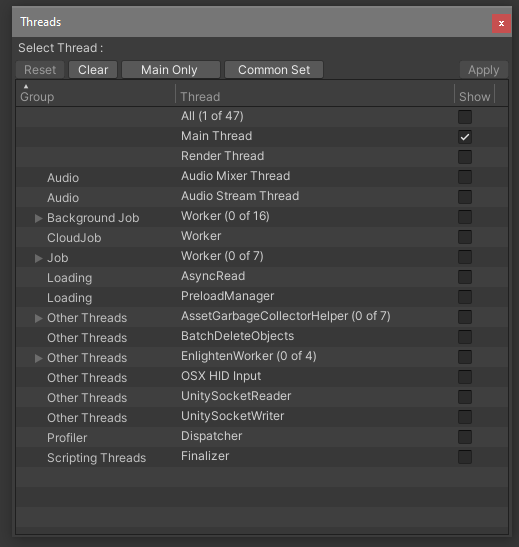 Threads
x
Select Thread :
Reset Clear Main Only Common Set Apply
Group Thread Show
All (1 of 47)
Main Thread
Render Thread
Audio Audio Mixer Thread
Audio Audio Stream Thread
Background Job Worker (0 of 16)
CloudJob Worker
Job Worker (0 of 7)
Loading AsyncRead
Loading PreloadManager
Other Threads AssetGarbageCollectorHelper (0 of 7)
Other Threads BatchDeleteObjects
Other Threads EnlightenWorker (0 of 4)
Other Threads OSX HID Input
Other Threads UnitySocketReader
Other Threads UnitySocketWriter
Profiler Dispatcher
Scripting Threads Finalizer